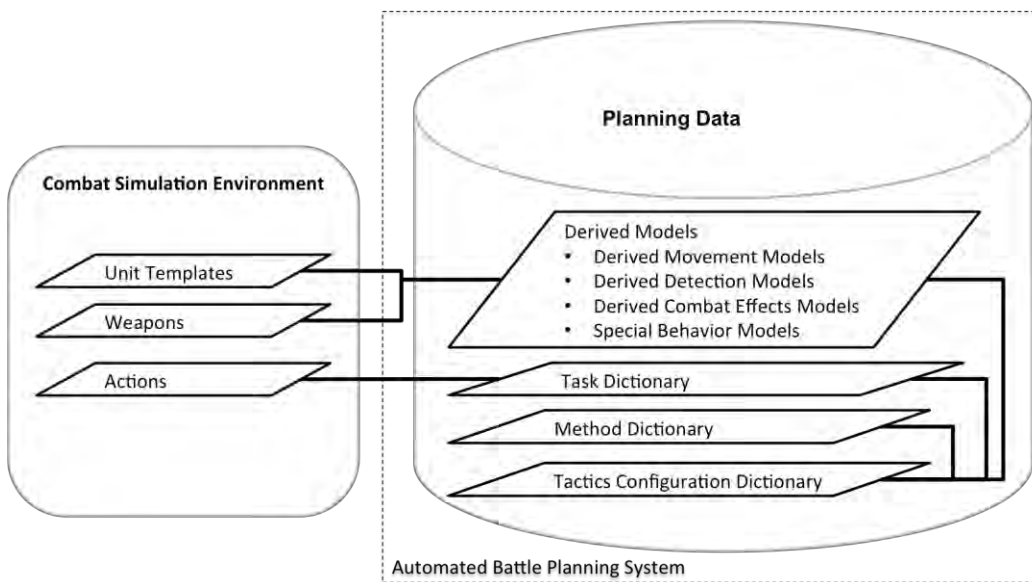 Planning Data
Combat Simulation Environment
Unit Templates
Weapons
Actions
Derived Models
• Derived Movement Models
• Derived Detection Models
• Derived Combat Effects Models
• Special Behavior Models
Task Dictionary
Method Dictionary
Tactics Configuration Dictionary
Automated Battle Planning System